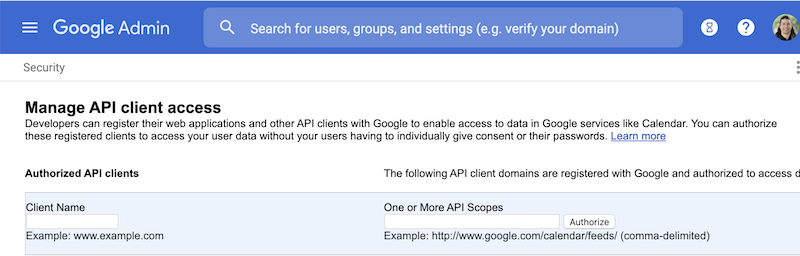 Google Admin
Search for users, groups, and settings (e.g. verify your domain)
?
Security
Manage API client access
Developers can register their web applications and other API clients with Google to enable access to data in Google services like Calendar. You can authorize
these registered clients to access your user data without your users having to individually give consent or their passwords. Learn more
Authorized API clients
The following API client domains are registered with Google and authorized to access d
Client Name
One or More API Scopes
Authorize
Example: www.example.com
Example: http://www.google.com/calendar/feeds/ (comma-delimited)